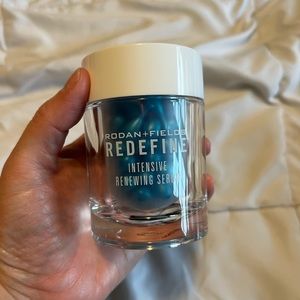 RODAN+FIELDS
REDEFINE
INTENSIVE
RENEWING SERUM